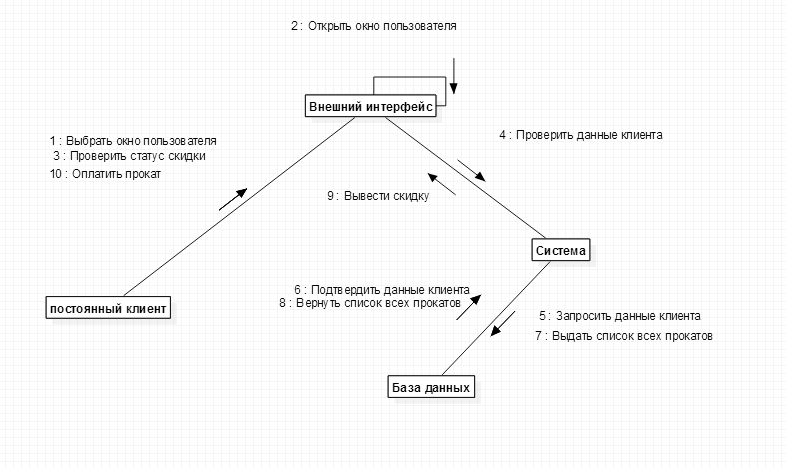 2 : Открыть окно пользователя
Внешний интерфейс
1 : Выбрать окно пользователя
3 : Проверить статус скидки
10 : Оплатить прокат
4 : Проверить данные клиента
9 : Вывести скидку
Система
6 : Подтвердить данные клиента
8 : Вернуть список всех прокатов
постоянный клиент
5 : Запросить данные клиента
7 : Выдать список всех прокатов
База данных